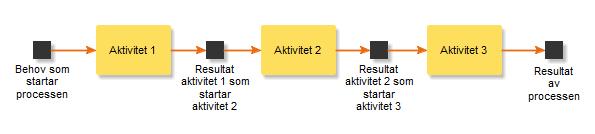 Aktivitet 1
Aktivitet 2
Aktivitet 3
Behov som
startar
processen
Resultat
aktivitet 1 som
startar
aktivitet 2
Resultat
aktivitet 2 som
startar
aktivitet 3
Resultat
av
processen